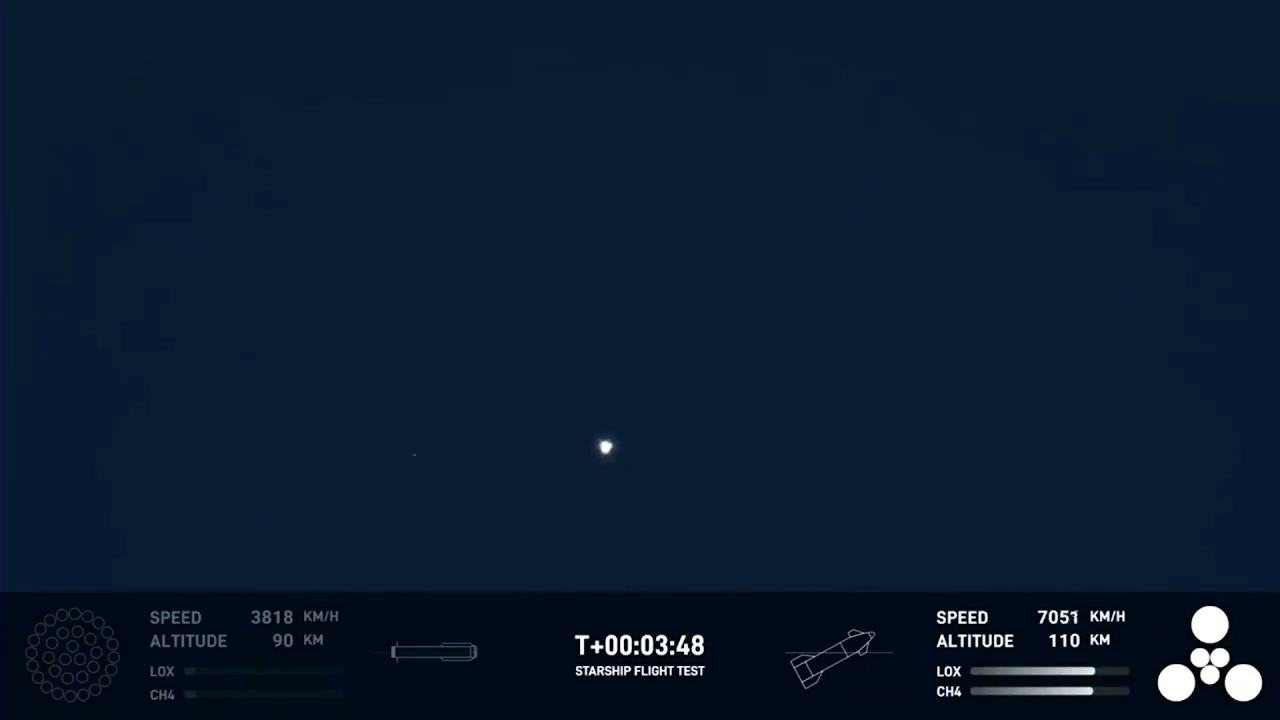 SPEED 3818 KM/H
ALTITUDE 90 KM
LOX
CH4
T+00:03:48
STARSHIP FLIGHT TEST
SPEED 7051 KM/H
ALTITUDE 110 KM
LOX
CH4